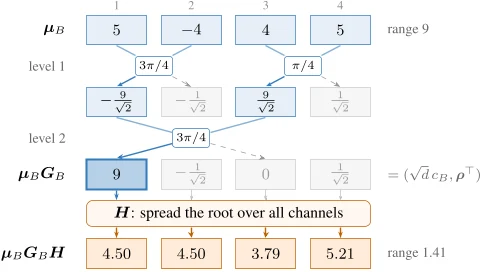 1 2 3 4
μ_B 5 −4 4 5 range 9
level 1 3π/4 π/4
−9/√2 −1/√2 9/√2 1/√2
level 2 3π/4
μ_B G_B 9 −1/√2 0 1/√2 = (√d c_B, ρ^⊤)
H: spread the root over all channels
μ_B G_B H 4.50 4.50 3.79 5.21 range 1.41